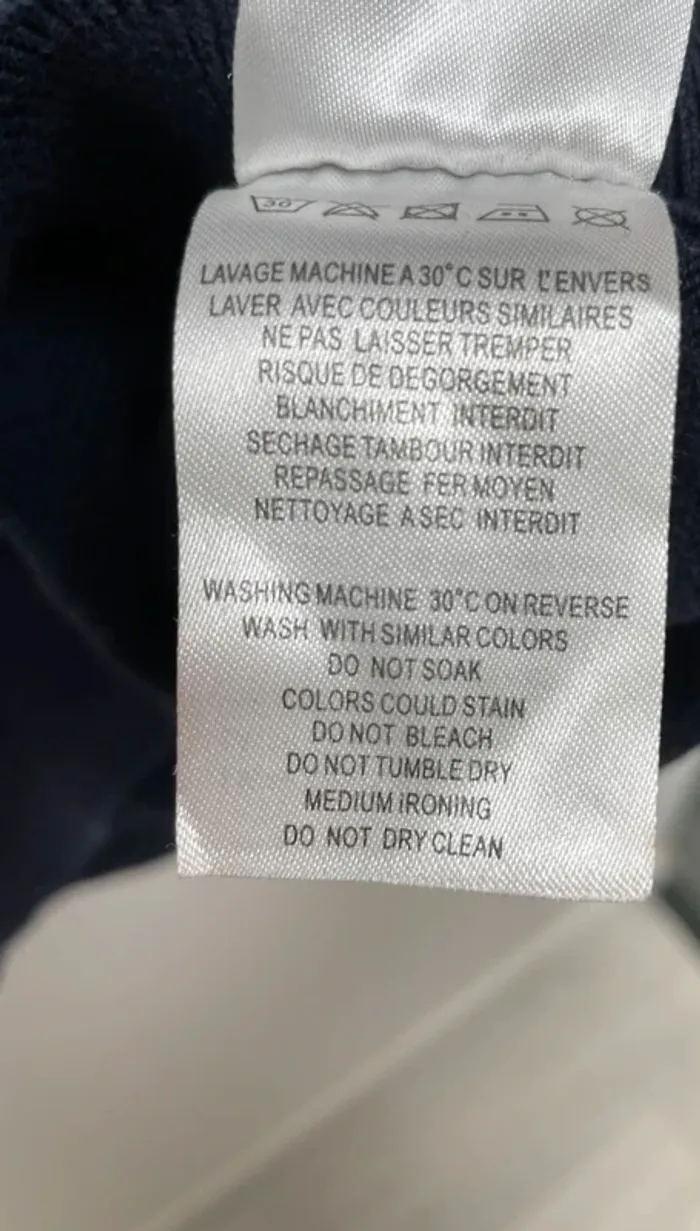 30
LAVAGE MACHINE A 30°C SUR L'ENVERS
LAVER AVEC COULEURS SIMILAIRES
NE PAS LAISSER TREMPER
RISQUE DE DEGORGEMENT
BLANCHIMENT INTERDIT
SECHAGE TAMBOUR INTERDIT
REPASSAGE FER MOYEN
NETTOYAGE A SEC INTERDIT
WASHING MACHINE 30°C ON REVERSE
WASH WITH SIMILAR COLORS
DO NOT SOAK
COLORS COULD STAIN
DO NOT BLEACH
DO NOT TUMBLE DRY
MEDIUM IRONING
DO NOT DRY CLEAN